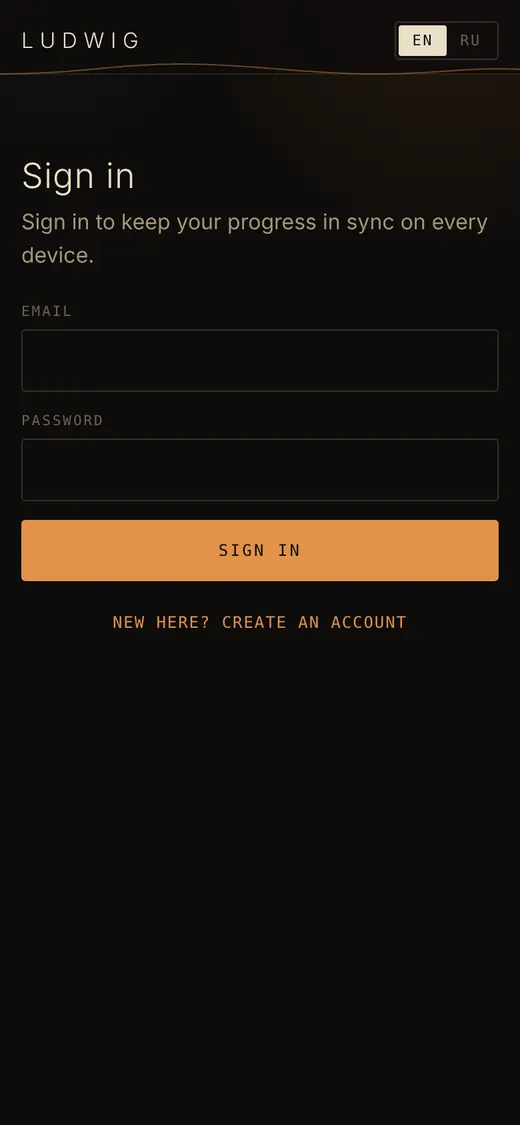 LUDWIG
EN RU
Sign in
Sign in to keep your progress in sync on every
device.
EMAIL
PASSWORD
SIGN IN
NEW HERE? CREATE AN ACCOUNT